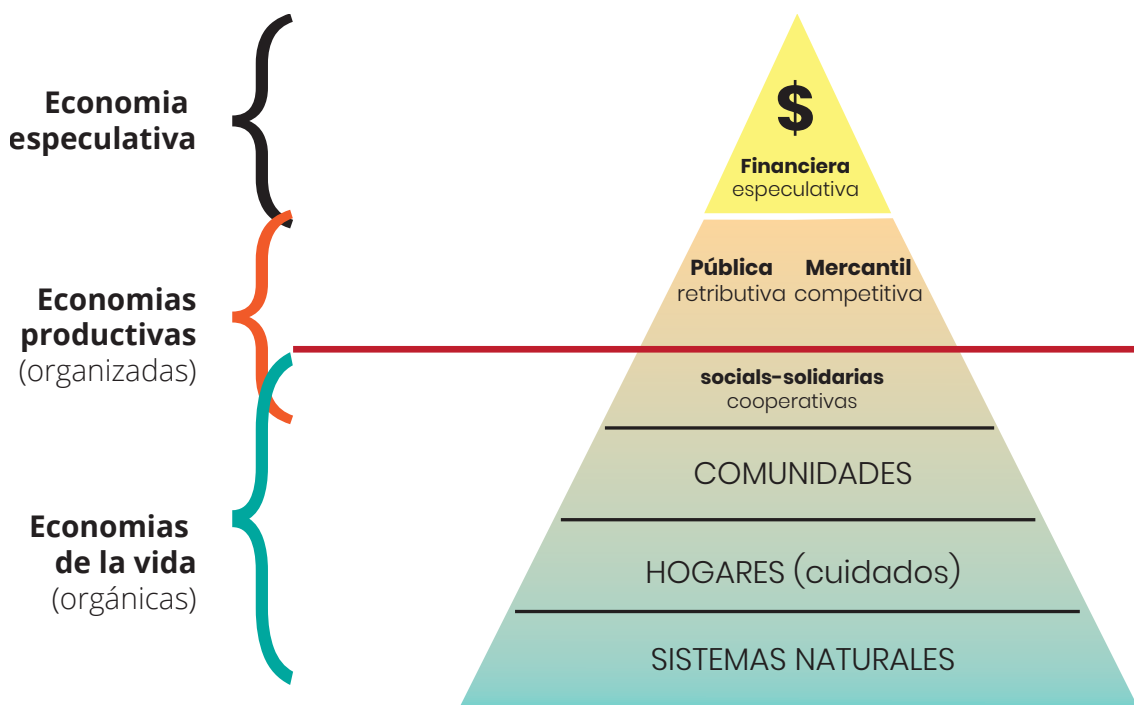 Economia
especulativa
$
Financiera
especulativa
Pública Mercantil
retributiva competitiva
Economias
productivas
(organizadas)
socials-solidarias
cooperativas
COMUNIDADES
Economias
de la vida
(orgánicas)
HOGARES (cuidados)
SISTEMAS NATURALES